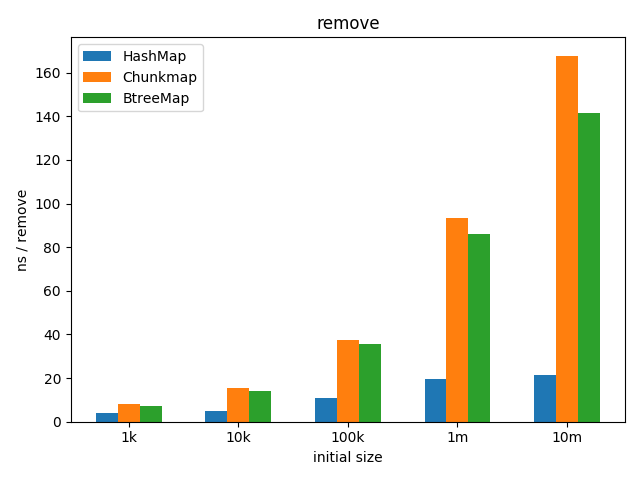 remove
HashMap
Chunkmap
BtreeMap
ns / remove
160
140
120
100
80
60
40
20
0
1k 10k 100k 1m 10m
initial size